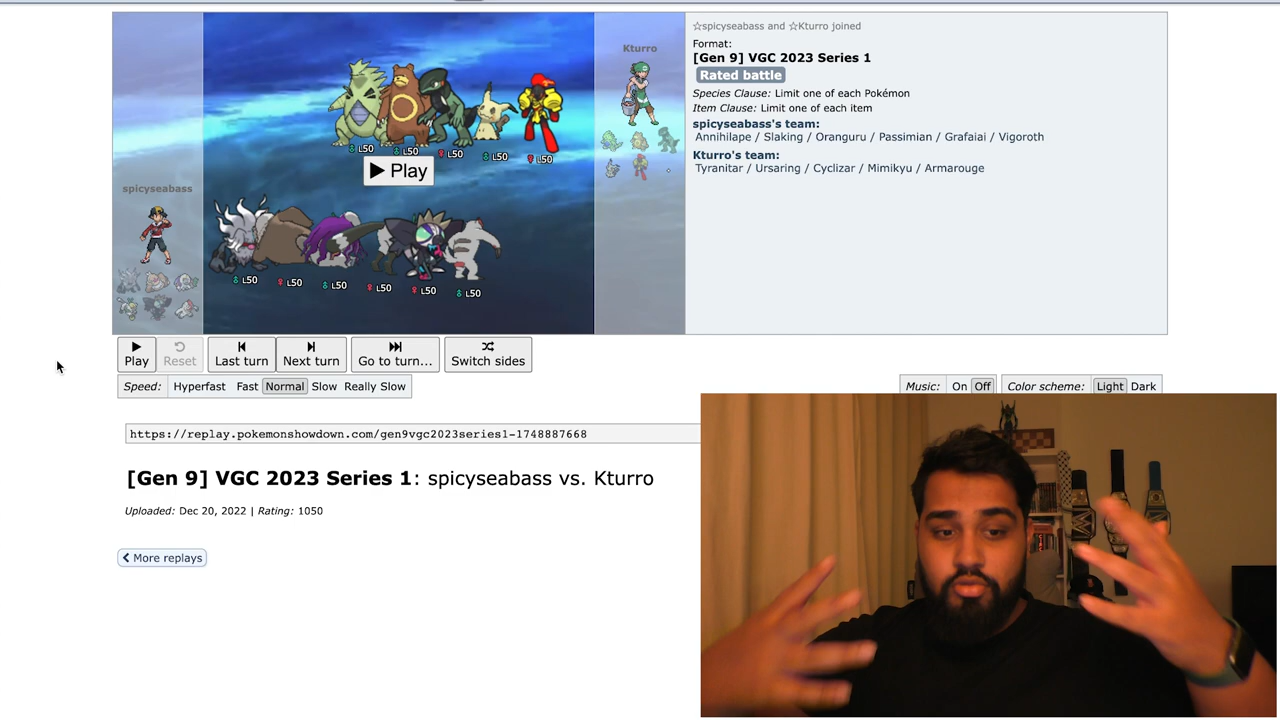 ☆spicyseabass and ☆Kturro joined
Format:
[Gen 9] VGC 2023 Series 1
Rated battle
Species Clause: Limit one of each Pokémon
Item Clause: Limit one of each item
spicyseabass's team:
Annihilape / Slaking / Oranguru / Passimian / Grafaiai / Vigoroth
Kturro's team:
Tyranitar / Ursaring / Cyclizar / Mimikyu / Armarouge
Kturro
L50 L50 L50 L50 L50
Play
spicyseabass
L50 L50 L50 L50 L50 L50
Play Reset Last turn Next turn Go to turn... Switch sides
Speed: Hyperfast Fast Normal Slow Really Slow
Music: On Off Color scheme: Light Dark
https://replay.pokemonshowdown.com/gen9vgc2023series1-1748887668
[Gen 9] VGC 2023 Series 1: spicyseabass vs. Kturro
Uploaded: Dec 20, 2022 | Rating: 1050
More replays